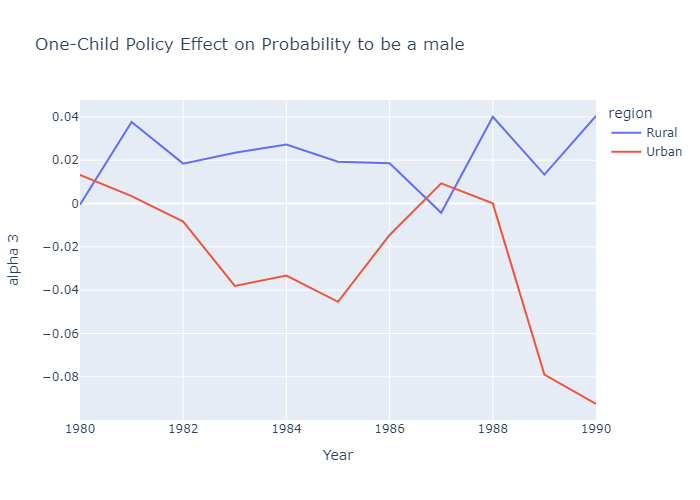 One-Child Policy Effect on Probability to be a male
region
Rural
Urban
0.04
0.02
0
−0.02
−0.04
−0.06
−0.08
alpha 3
1980
1982
1984
1986
1988
1990
Year